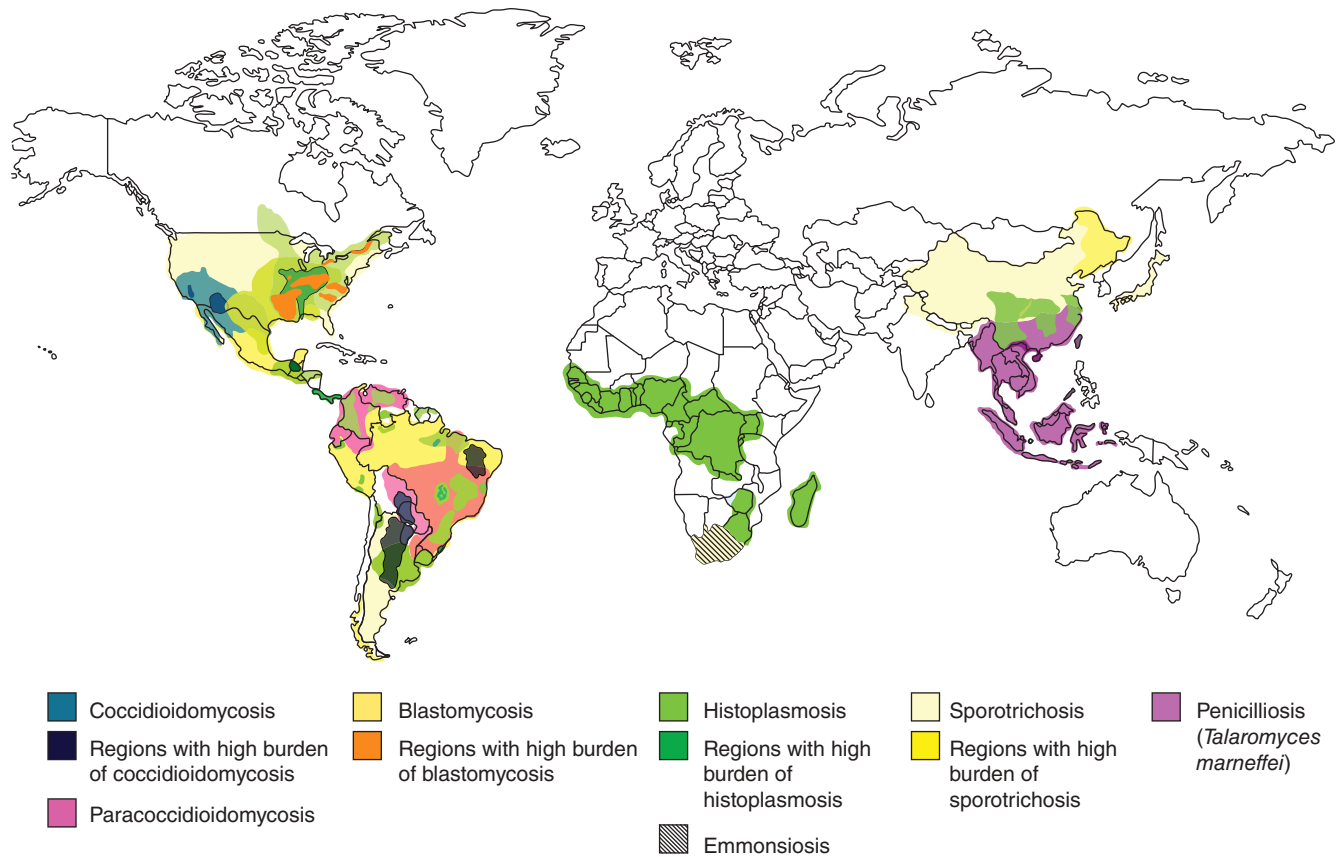 Coccidioidomycosis
Regions with high burden
of coccidioidomycosis
Paracoccidioidomycosis
Blastomycosis
Regions with high burden
of blastomycosis
Histoplasmosis
Regions with high
burden of
histoplasmosis
Emmonsiosis
Sporotrichosis
Regions with high
burden of
sporotrichosis
Penicilliosis
(Talaromyces
marneffei)